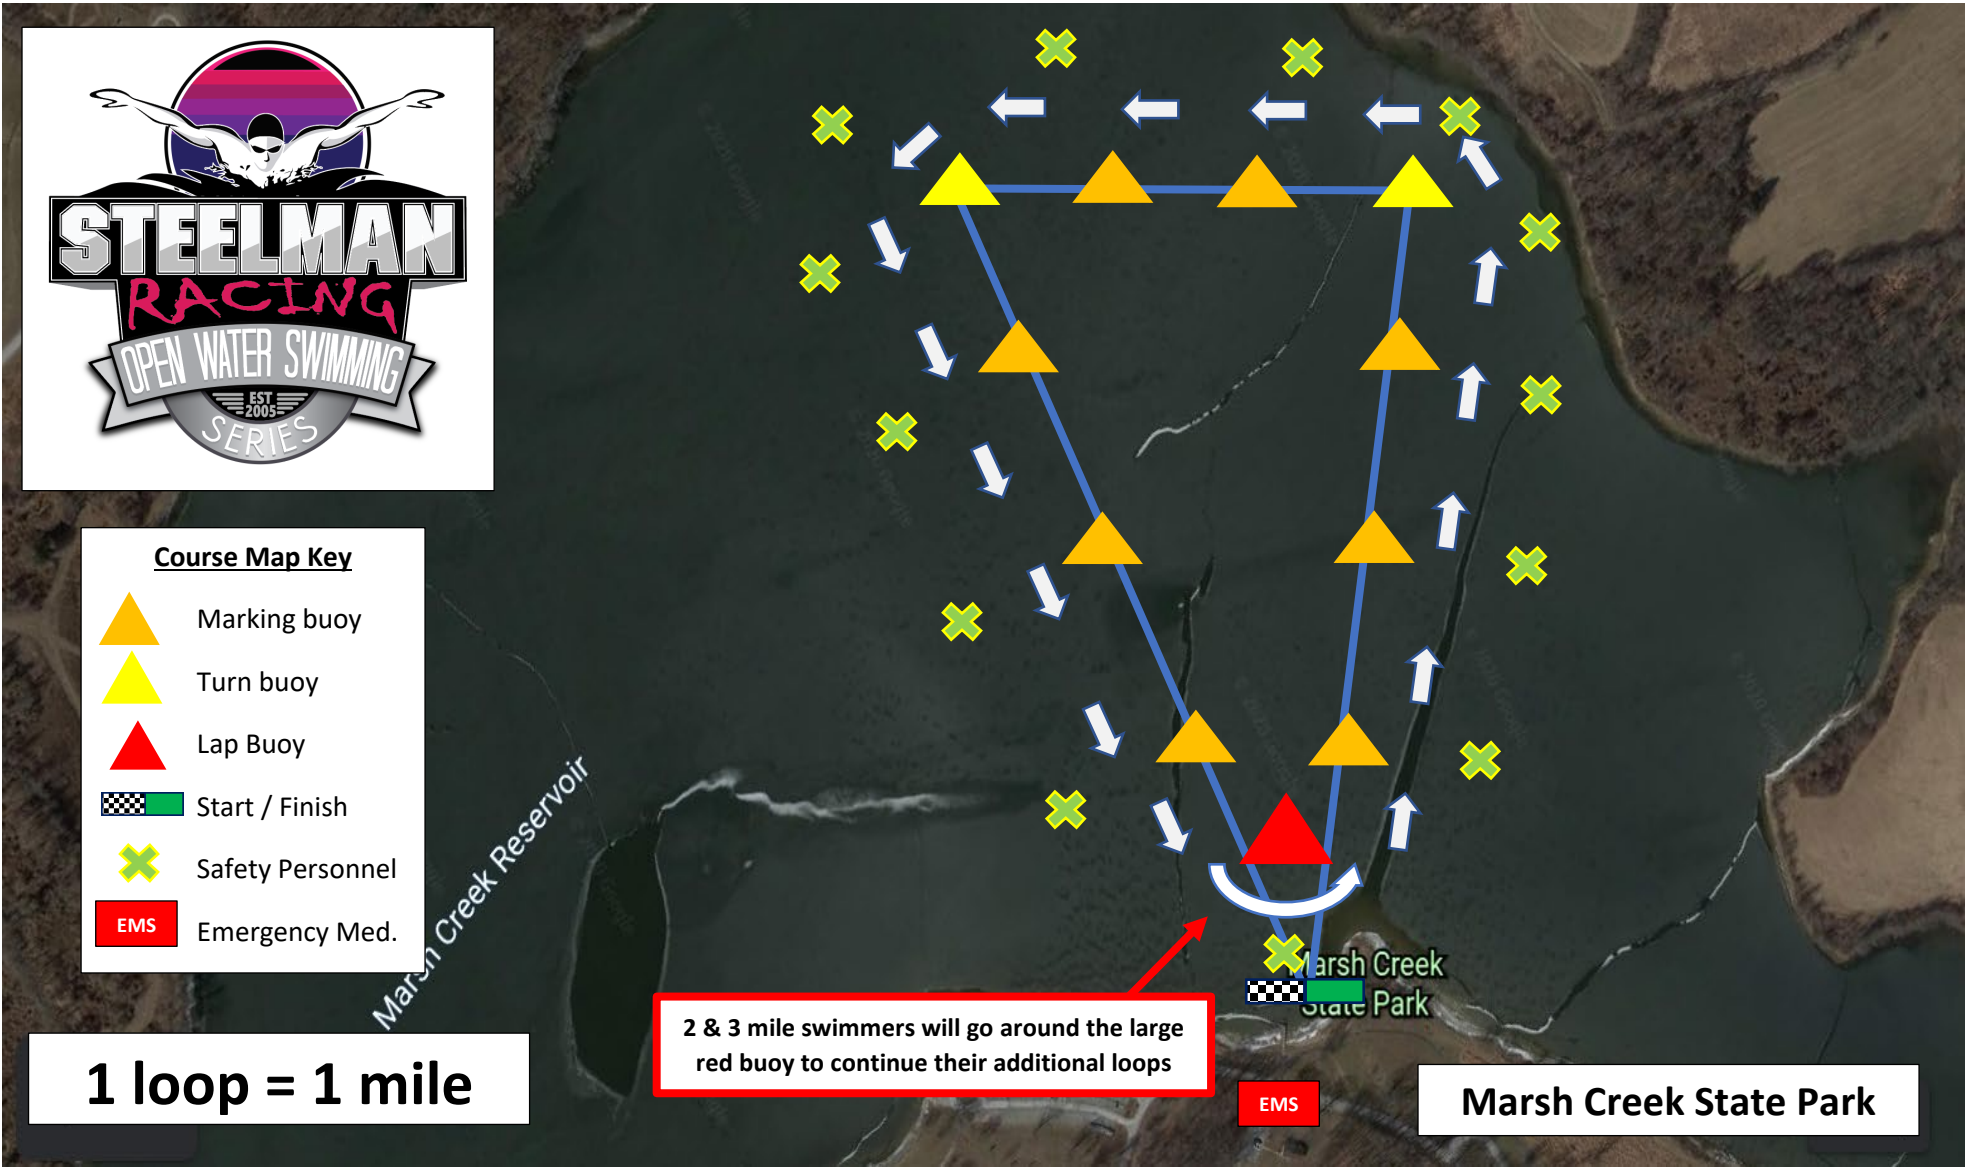 STEELMAN
RACING
OPEN WATER SWIMMING
EST
2005
SERIES
Course Map Key
Marking buoy
Turn buoy
Lap Buoy
Start / Finish
Safety Personnel
EMS
Emergency Med.
Marsh Creek Reservoir
1 loop = 1 mile
2 & 3 mile swimmers will go around the large
red buoy to continue their additional loops
Marsh Creek
State Park
EMS
Marsh Creek State Park